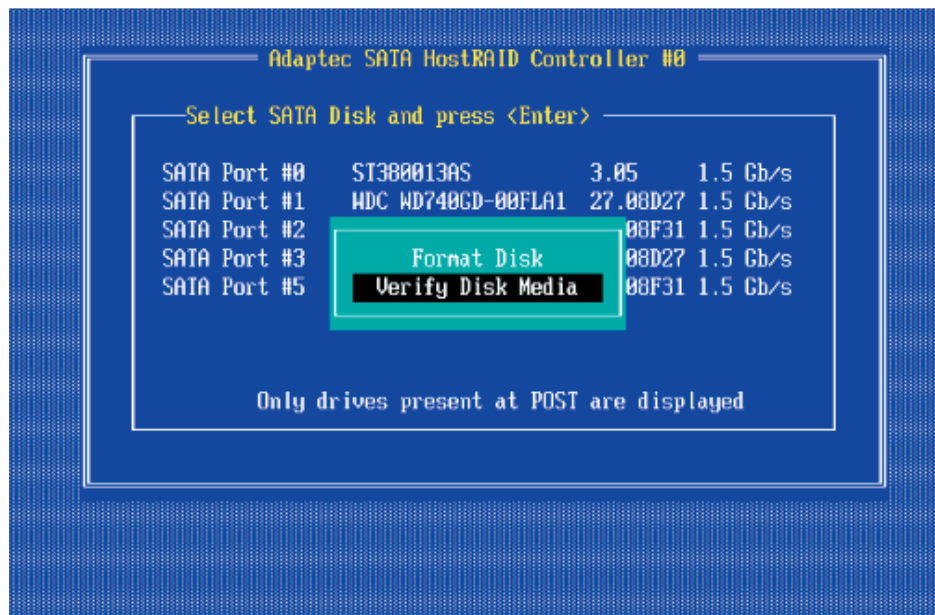 Adaptec SATA HostRAID Controller #0
Select SATA Disk and press <Enter>
SATA Port #0 ST380013AS 3.05 1.5 Gb/s
SATA Port #1 WDC WD740GD-00FLA1 27.08D27 1.5 Gb/s
SATA Port #2 08F31 1.5 Gb/s
SATA Port #3 Format Disk 08D27 1.5 Gb/s
SATA Port #5 Verify Disk Media 08F31 1.5 Gb/s
Only drives present at POST are displayed